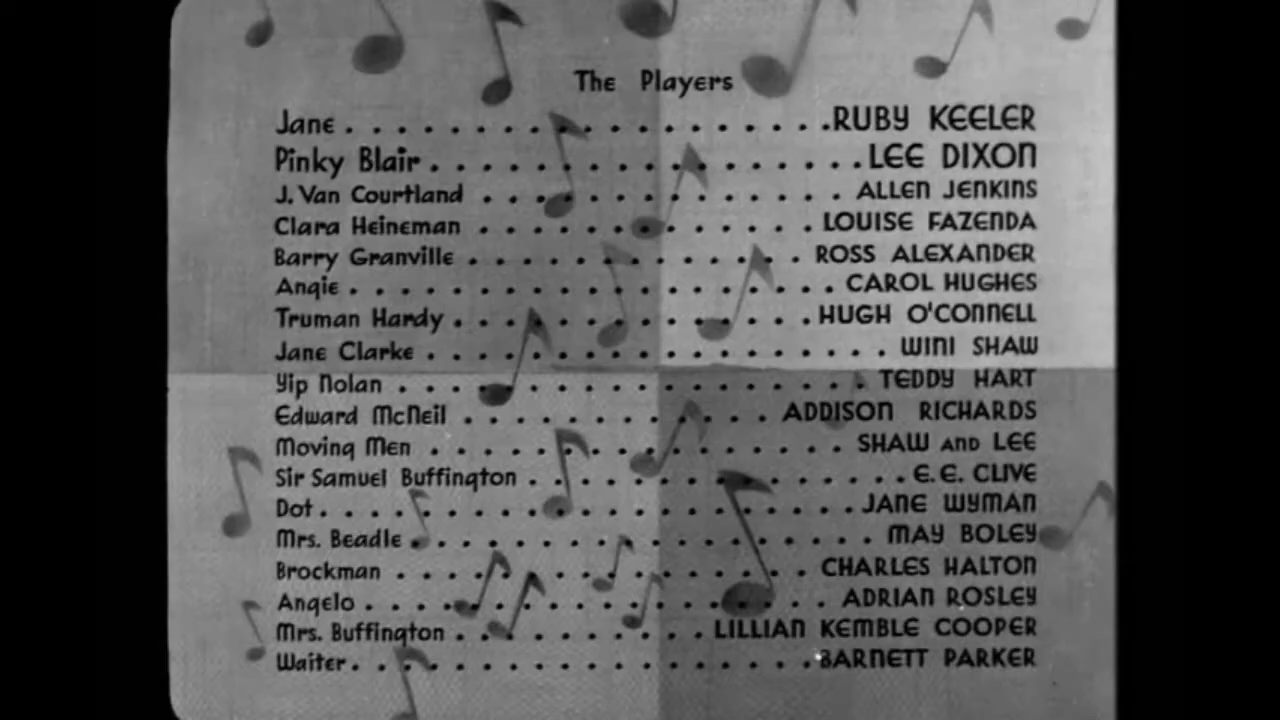 The Players
Jane . . . . . . . . . . . . . . . . . . . RUBY KEELER
Pinky Blair . . . . . . . . . . . . . . . . . LEE DIXON
J. Van Courtland . . . . . . . . . . . . . . ALLEN JENKINS
Clara Heineman . . . . . . . . . . . . . LOUISE FAZENDA
Barry Granville . . . . . . . . . . . . . ROSS ALEXANDER
Angie . . . . . . . . . . . . . . . . . . . CAROL HUGHES
Truman Hardy . . . . . . . . . . . . . . HUGH O'CONNELL
Jane Clarke . . . . . . . . . . . . . . . . . . WINI SHAW
Yip Nolan . . . . . . . . . . . . . . . . . . TEDDY HART
Edward McNeil . . . . . . . . . . . . ADDISON RICHARDS
Moving Men . . . . . . . . . . . . . . . . SHAW AND LEE
Sir Samuel Buffington . . . . . . . . . . . . . . . E. E. CLIVE
Dot . . . . . . . . . . . . . . . . . . . . . JANE WYMAN
Mrs. Beadle . . . . . . . . . . . . . . . . . . . MAY BOLEY
Brockman . . . . . . . . . . . . . . . . CHARLES HALTON
Angelo . . . . . . . . . . . . . . . . . . ADRIAN ROSLEY
Mrs. Buffington . . . . . . . . . . LILLIAN KEMBLE COOPER
Waiter . . . . . . . . . . . . . . . . . . BARNETT PARKER